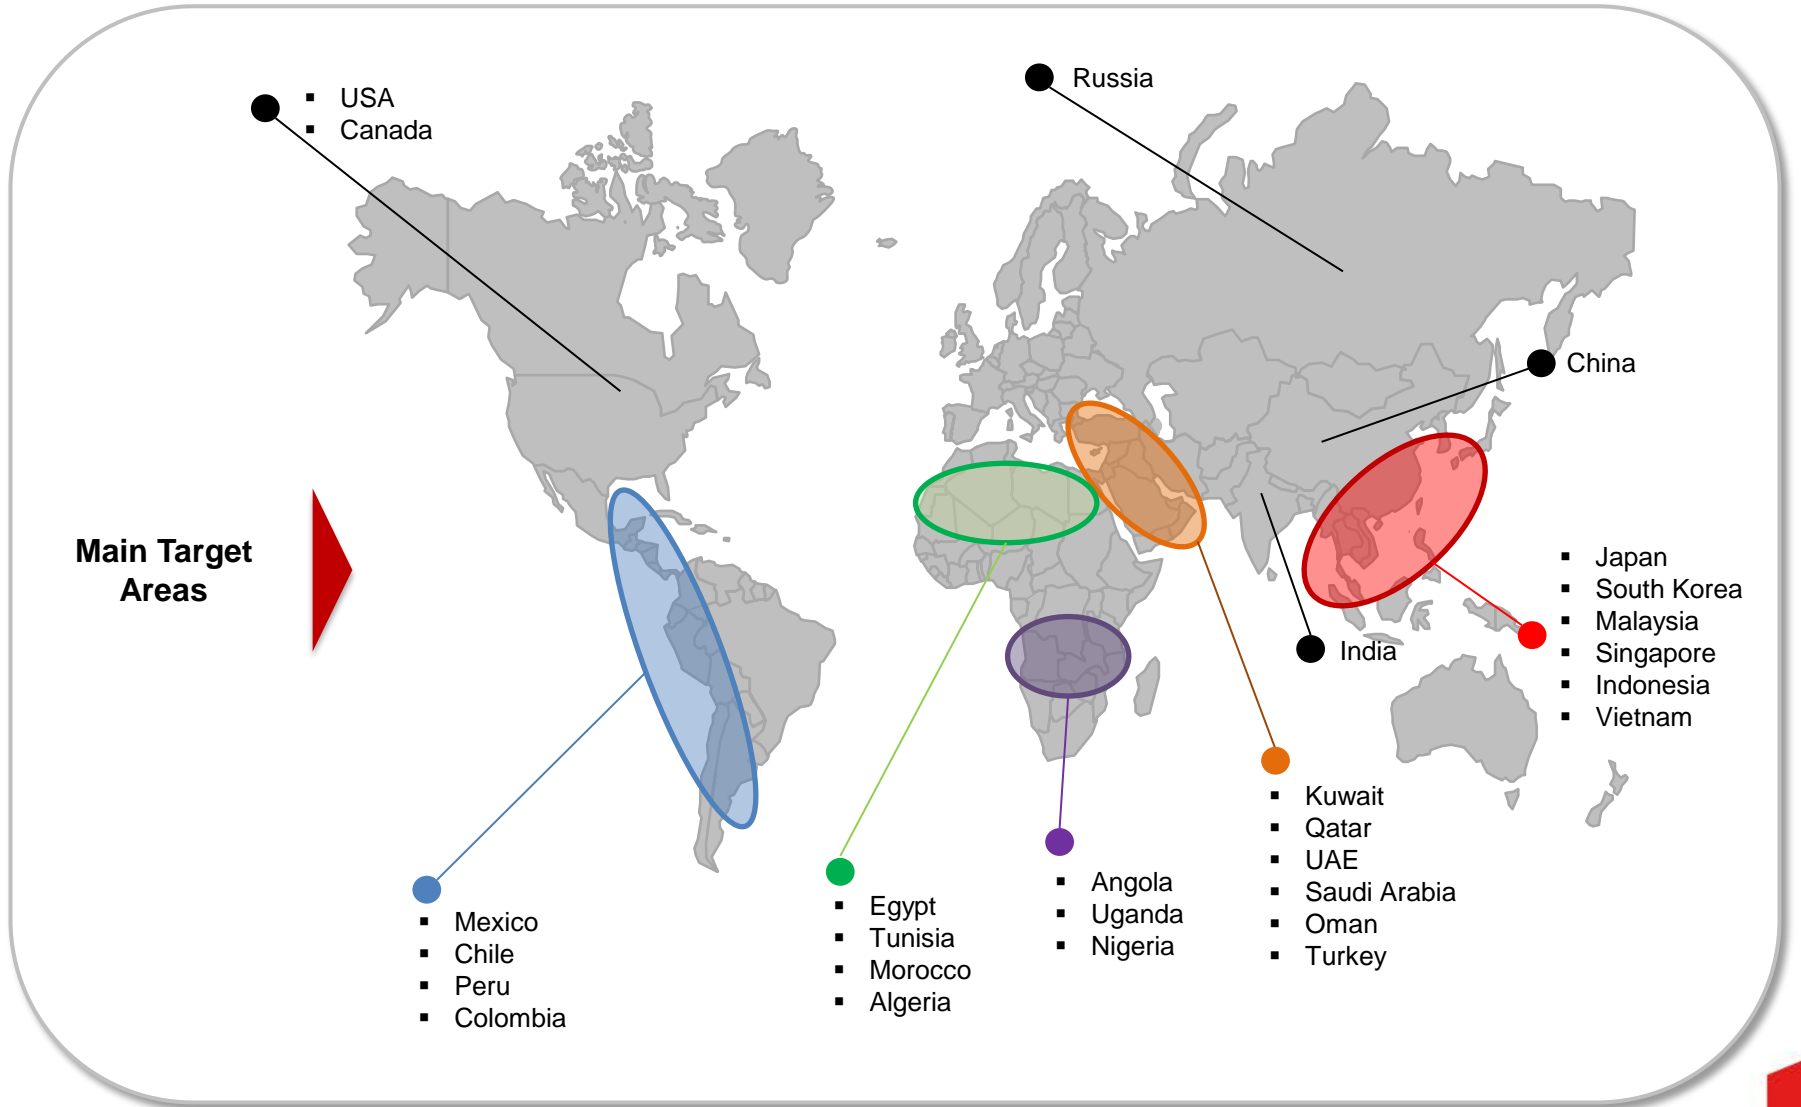 ▪ USA
▪ Canada
Russia
China
Main Target
Areas
India
▪ Japan
▪ South Korea
▪ Malaysia
▪ Singapore
▪ Indonesia
▪ Vietnam
▪ Mexico
▪ Chile
▪ Peru
▪ Colombia
▪ Egypt
▪ Tunisia
▪ Morocco
▪ Algeria
▪ Angola
▪ Uganda
▪ Nigeria
▪ Kuwait
▪ Qatar
▪ UAE
▪ Saudi Arabia
▪ Oman
▪ Turkey